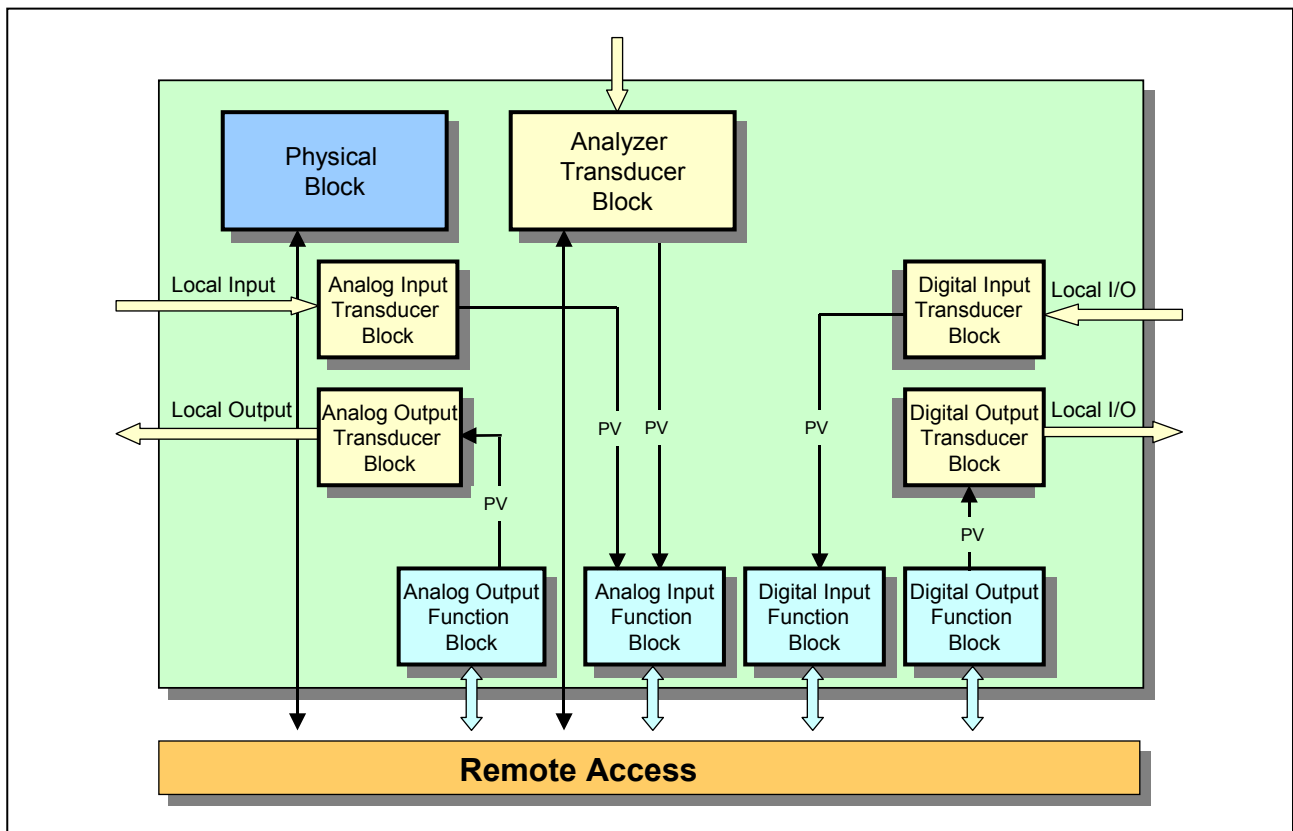 Physical
Block
Analyzer
Transducer
Block
Local Input
Analog Input
Transducer
Block
Digital Input
Transducer
Block
Local I/O
Local Output
Analog Output
Transducer
Block
Digital Output
Transducer
Block
Local I/O
PV
PV
PV
PV
PV
Analog Output
Function
Block
Analog Input
Function
Block
Digital Input
Function
Block
Digital Output
Function
Block
Remote Access